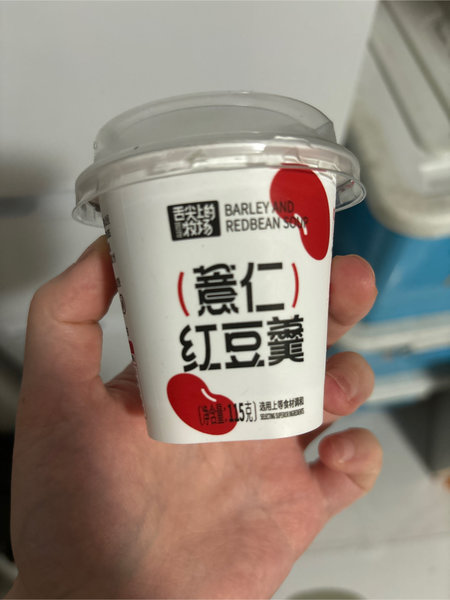 舌尖上的
牧场
BARLEY AND
REDBEAN SOUP
(薏仁)
红豆羹
(净含量:115克)
选用上等食材调和
SELECTING SUPERIOR INGREDIENTS